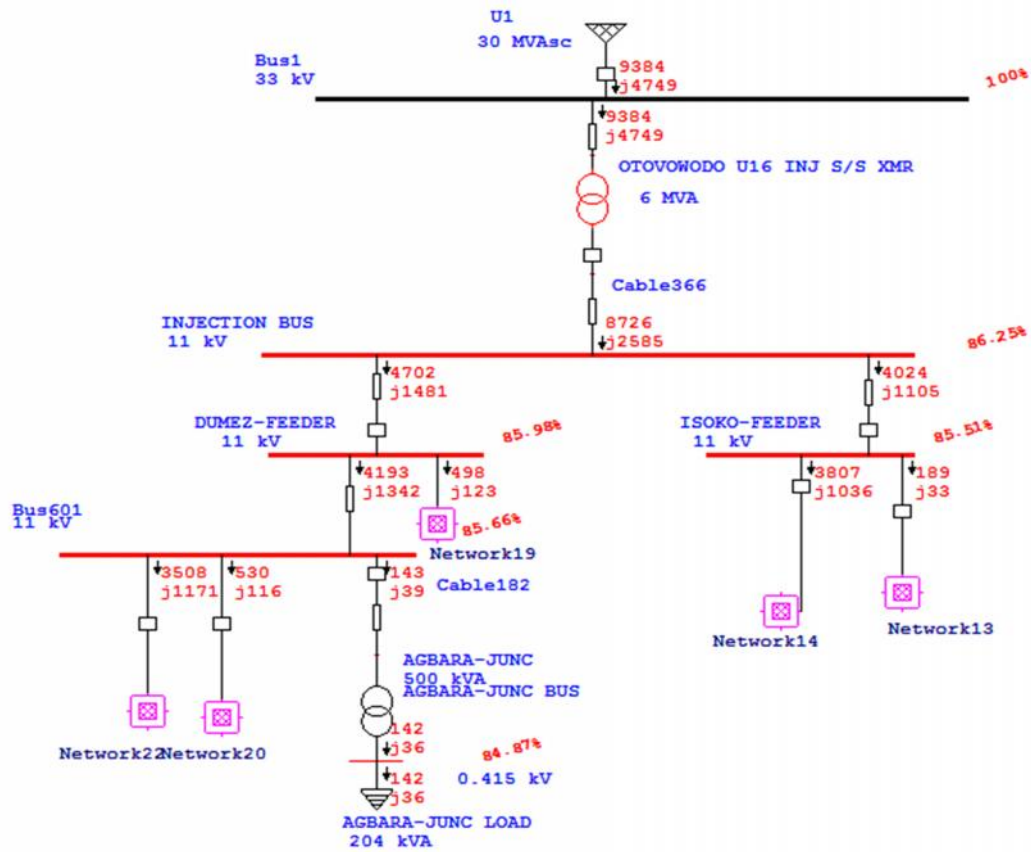 U1
30 MVAsc
Bus1
33 kV
9384
j4749
100%
9384
j4749
OTOVOWODO U16 INJ S/S XMR
6 MVA
Cable366
INJECTION BUS
11 kV
8726
j2585
86.25%
4702
j1481
4024
j1105
DUMEZ-FEEDER
11 kV
85.98%
ISOKO-FEEDER
11 kV
85.51%
4193
j1342
498
j123
3807
j1036
189
j33
Bus601
11 kV
85.66%
Network19
3508
j1171
530
j116
143
j39
Cable182
Network14
Network13
AGBARA-JUNC
500 kVA
AGBARA-JUNC BUS
Network22
Network20
142
j36
84.87%
142
j36
0.415 kV
AGBARA-JUNC LOAD
204 kVA